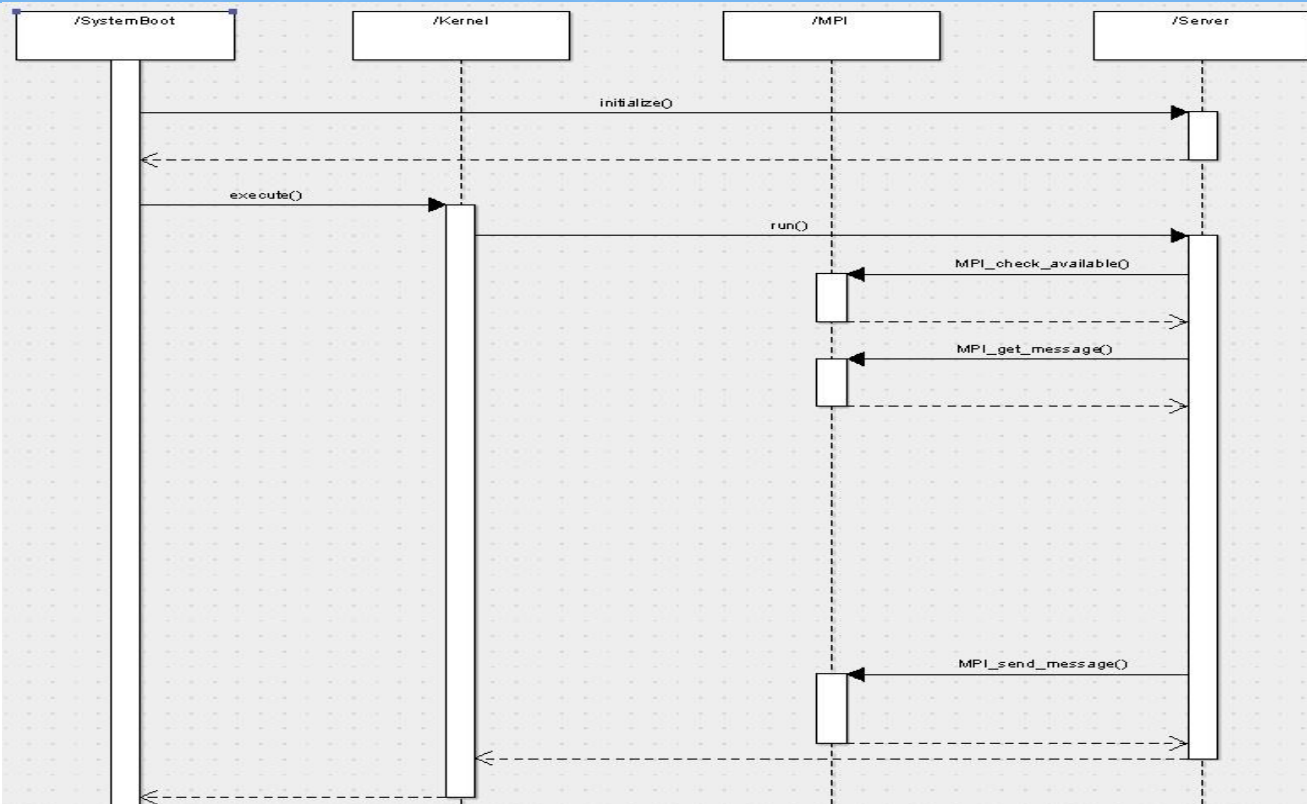 /SystemBoot
/Kernel
/MPI
/Server
initialize()
execute()
run()
MPI_check_available()
MPI_get_message()
MPI_send_message()